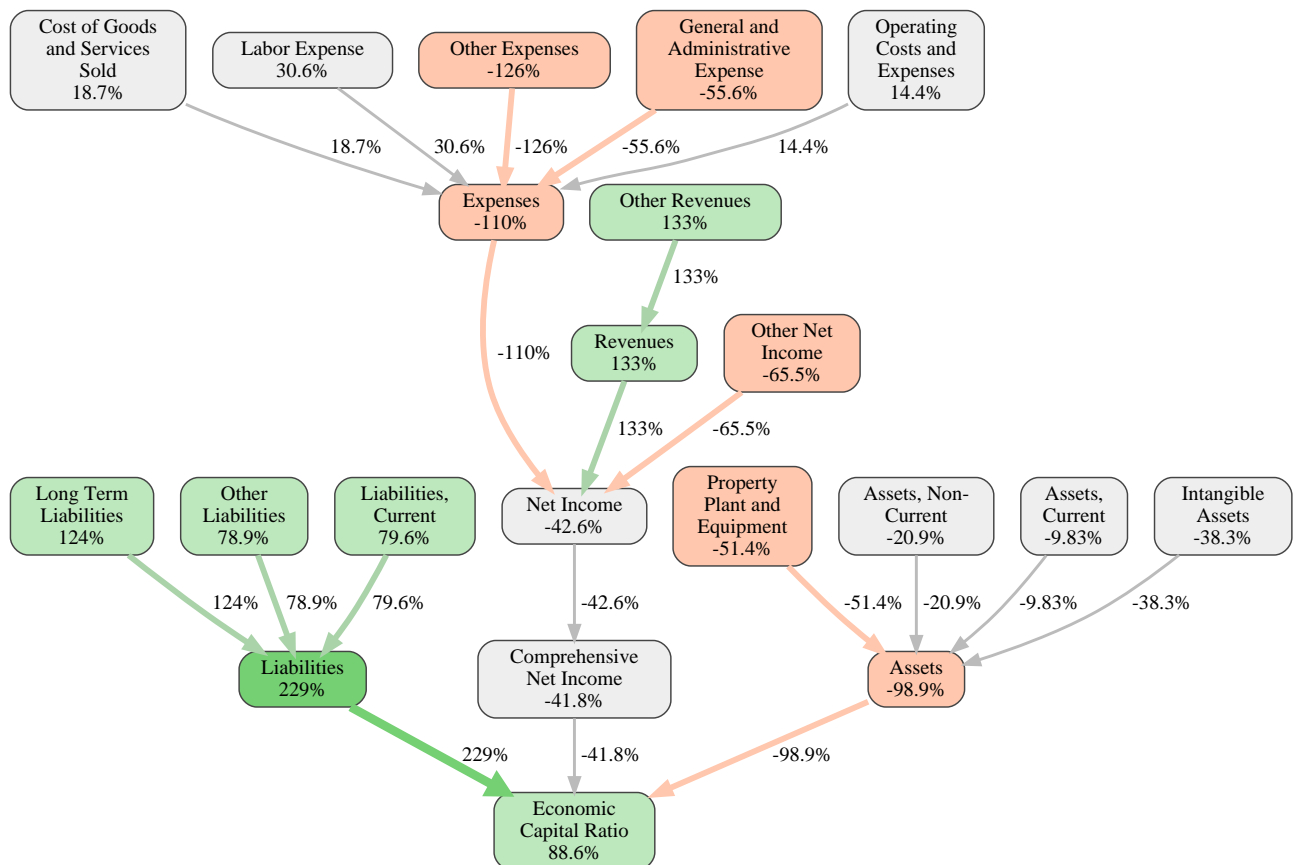 Cost of Goods
and Services
Sold
18.7%
Labor Expense
30.6%
Other Expenses
-126%
General and
Administrative
Expense
-55.6%
Operating
Costs and
Expenses
14.4%
18.7%
30.6%
-126%
-55.6%
14.4%
Expenses
-110%
Other Revenues
133%
133%
-110%
Revenues
133%
Other Net
Income
-65.5%
133%
-65.5%
Long Term
Liabilities
124%
Other
Liabilities
78.9%
Liabilities,
Current
79.6%
Net Income
-42.6%
Property
Plant and
Equipment
-51.4%
Assets, Non-
Current
-20.9%
Assets,
Current
-9.83%
Intangible
Assets
-38.3%
124%
78.9%
79.6%
-42.6%
-51.4%
-20.9%
-9.83%
-38.3%
Liabilities
229%
Comprehensive
Net Income
-41.8%
Assets
-98.9%
229%
-41.8%
-98.9%
Economic
Capital Ratio
88.6%